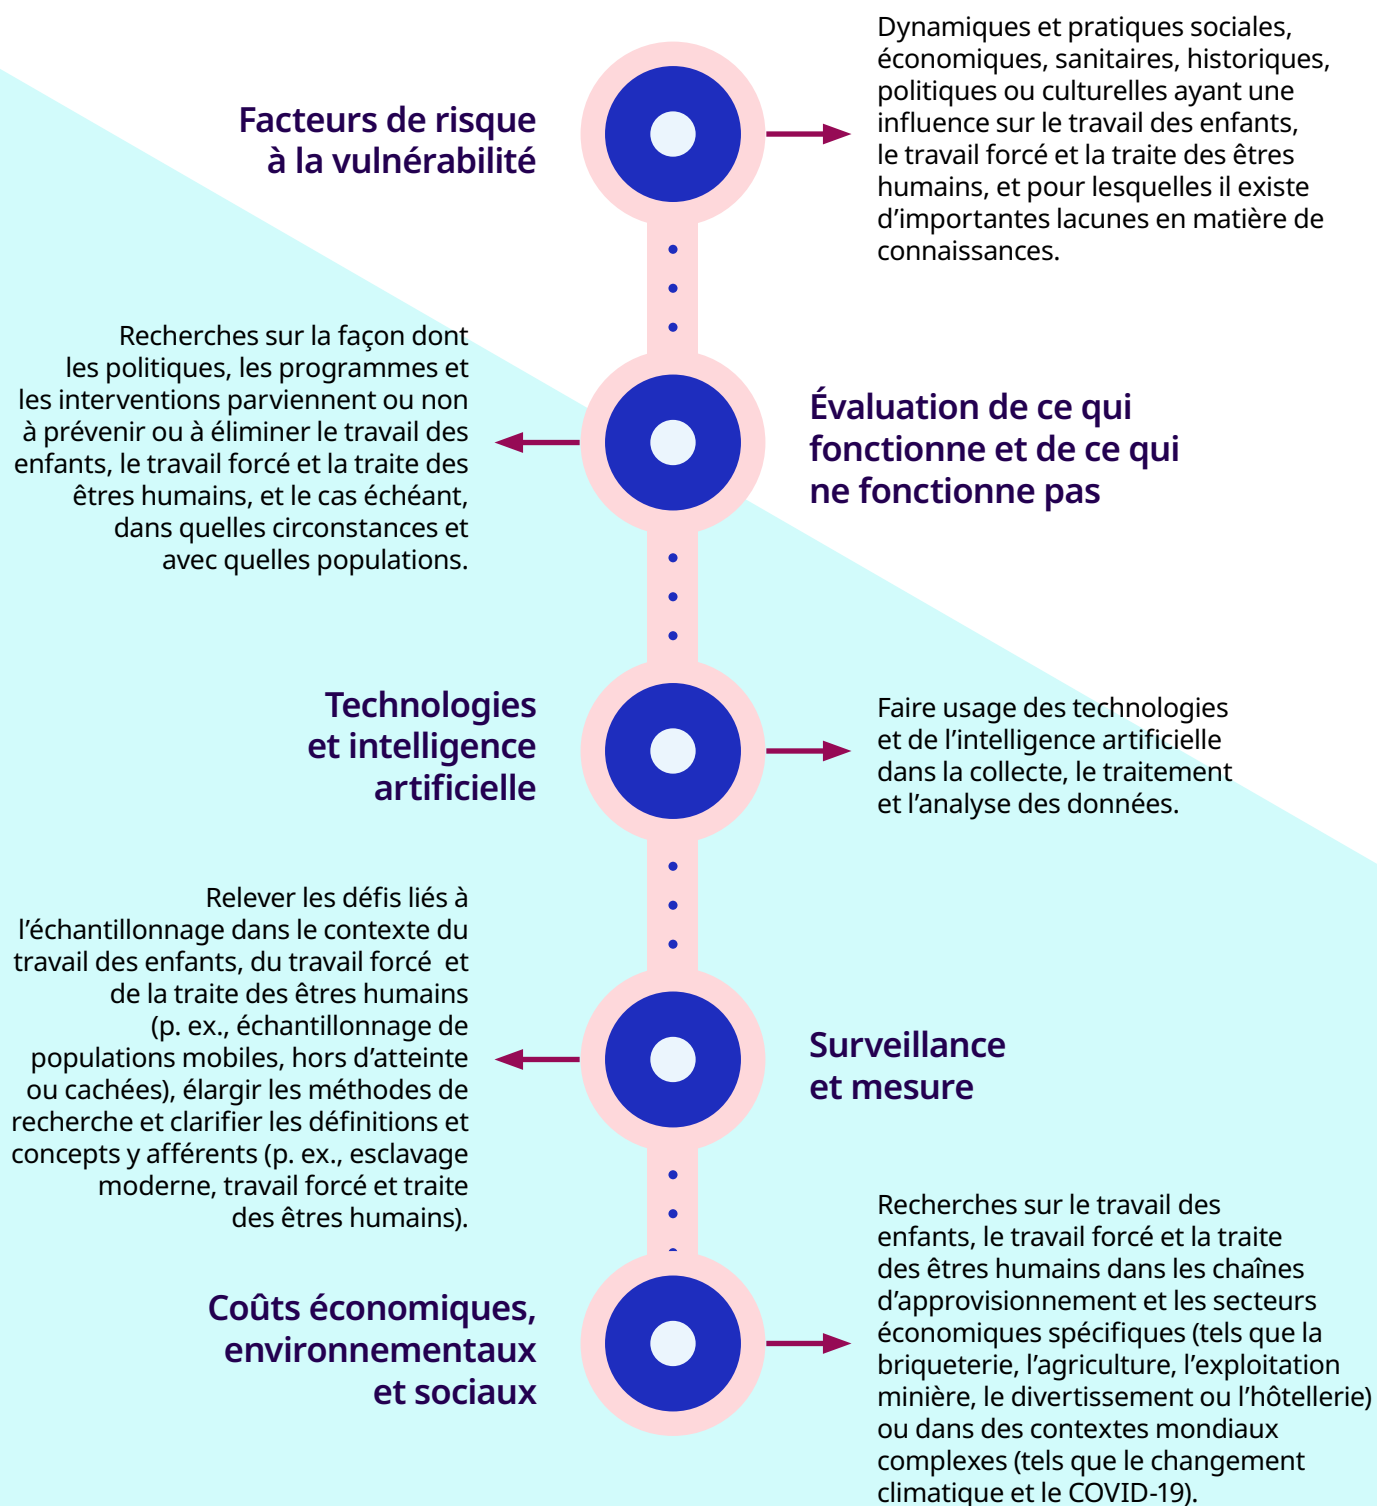 Facteurs de risque
à la vulnérabilité
Dynamiques et pratiques sociales,
économiques, sanitaires, historiques,
politiques ou culturelles ayant une
influence sur le travail des enfants,
le travail forcé et la traite des êtres
humains, et pour lesquelles il existe
d’importantes lacunes en matière de
connaissances.
Évaluation de ce qui
fonctionne et de ce qui
ne fonctionne pas
Recherches sur la façon dont
les politiques, les programmes et
les interventions parviennent ou non
à prévenir ou à éliminer le travail des
enfants, le travail forcé et la traite des
êtres humains, et le cas échéant,
dans quelles circonstances et
avec quelles populations.
Technologies
et intelligence
artificielle
Faire usage des technologies
et de l’intelligence artificielle
dans la collecte, le traitement
et l’analyse des données.
Surveillance
et mesure
Relever les défis liés à
l’échantillonnage dans le contexte du
travail des enfants, du travail forcé  et
de la traite des êtres humains
(p. ex., échantillonnage de
populations mobiles, hors d’atteinte
ou cachées), élargir les méthodes de
recherche et clarifier les définitions et
concepts y afférents (p. ex., esclavage
moderne, travail forcé et traite
des êtres humains).
Coûts économiques,
environnementaux
et sociaux
Recherches sur le travail des
enfants, le travail forcé et la traite
des êtres humains dans les chaînes
d’approvisionnement et les secteurs
économiques spécifiques (tels que la
briqueterie, l’agriculture, l’exploitation
minière, le divertissement ou l’hôtellerie)
ou dans des contextes mondiaux
complexes (tels que le changement
climatique et le COVID-19).